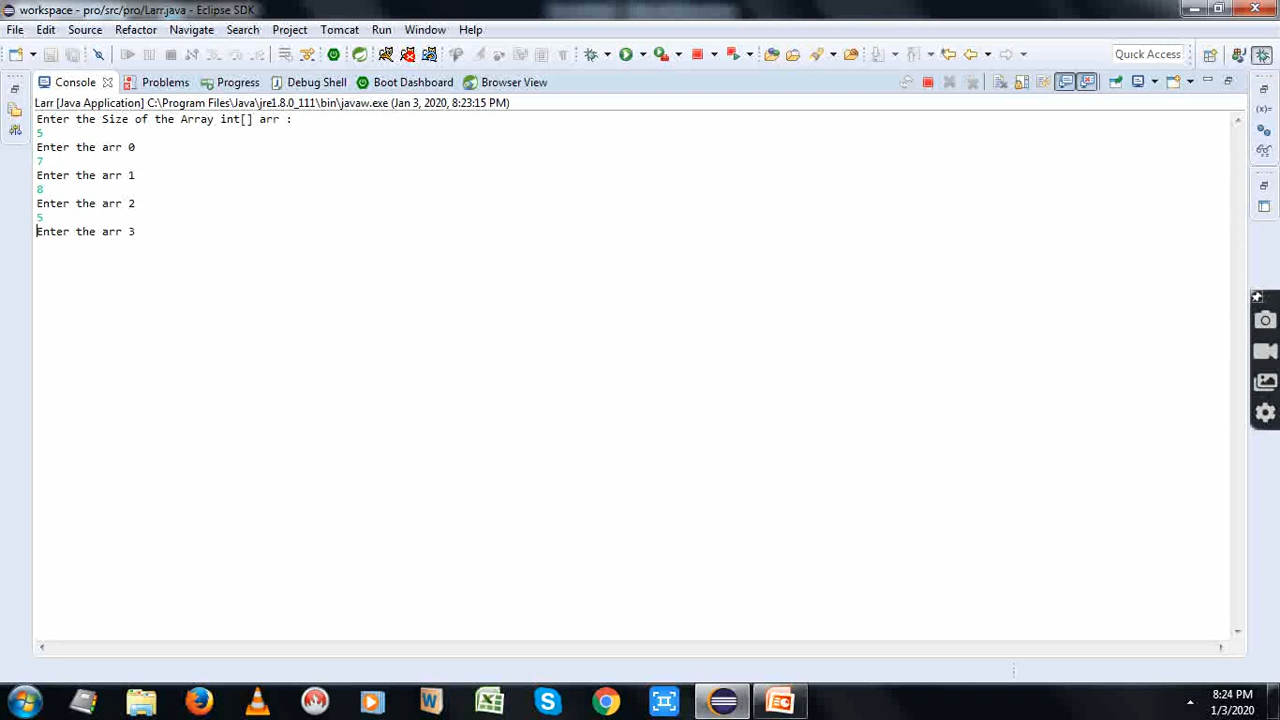 workspace - pro/src/pro/Larr.java - Eclipse SDK
File Edit Source Refactor Navigate Search Project Tomcat Run Window Help
Quick Access
Console Problems Progress Debug Shell Boot Dashboard Browser View
Larr [Java Application] C:\Program Files\Java\jre1.8.0_111\bin\javaw.exe (Jan 3, 2020, 8:23:15 PM)
Enter the Size of the Array int[] arr :
5
Enter the arr 0
7
Enter the arr 1
8
Enter the arr 2
5
Enter the arr 3
8:24 PM
1/3/2020